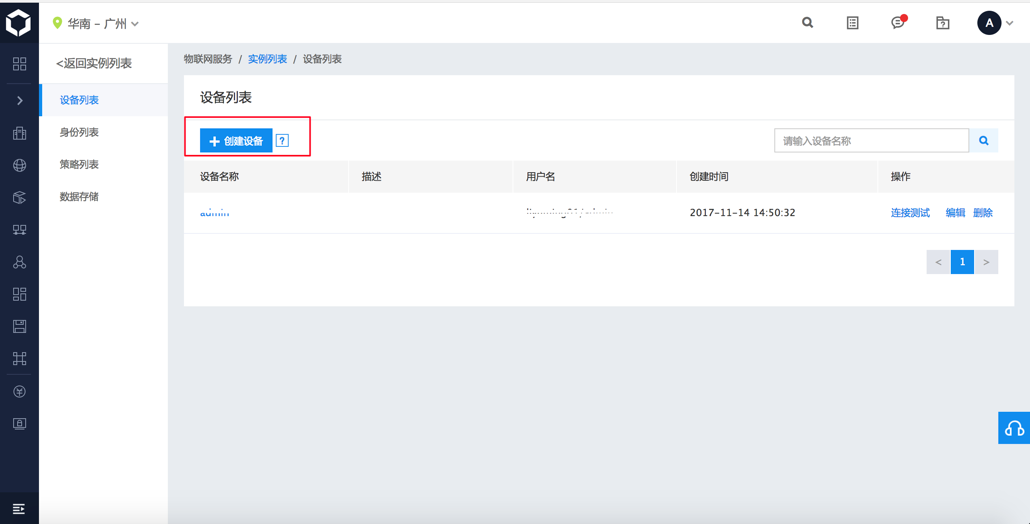 华南 – 广州
A
<返回实例列表
设备列表
身份列表
策略列表
数据存储
物联网服务 / 实例列表 / 设备列表
设备列表
+ 创建设备 ?
请输入设备名称
设备名称 描述 用户名 创建时间 操作
2017-11-14 14:50:32 连接测试 编辑 删除
< 1 >